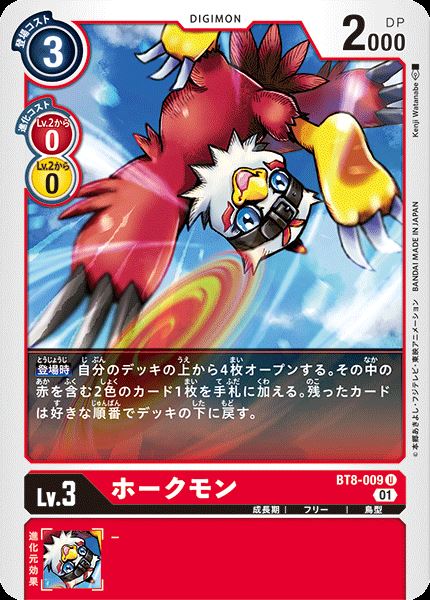 DIGIMON
登場コスト
3
2000
DP
進化コスト
Lv.2から
0
Lv.2から
0
Kenji Watanabe
©本郷あきよし・フジテレビ・東映アニメーション
BANDAI MADE IN JAPAN
登場時 自分のデッキの上から4枚オープンする。その中の
赤を含む2色のカード1枚を手札に加える。残ったカード
は好きな順番でデッキの下に戻す。
BT8-009 U
Lv.3
ホークモン
01
成長期 | フリー | 鳥型
進化元効果
-